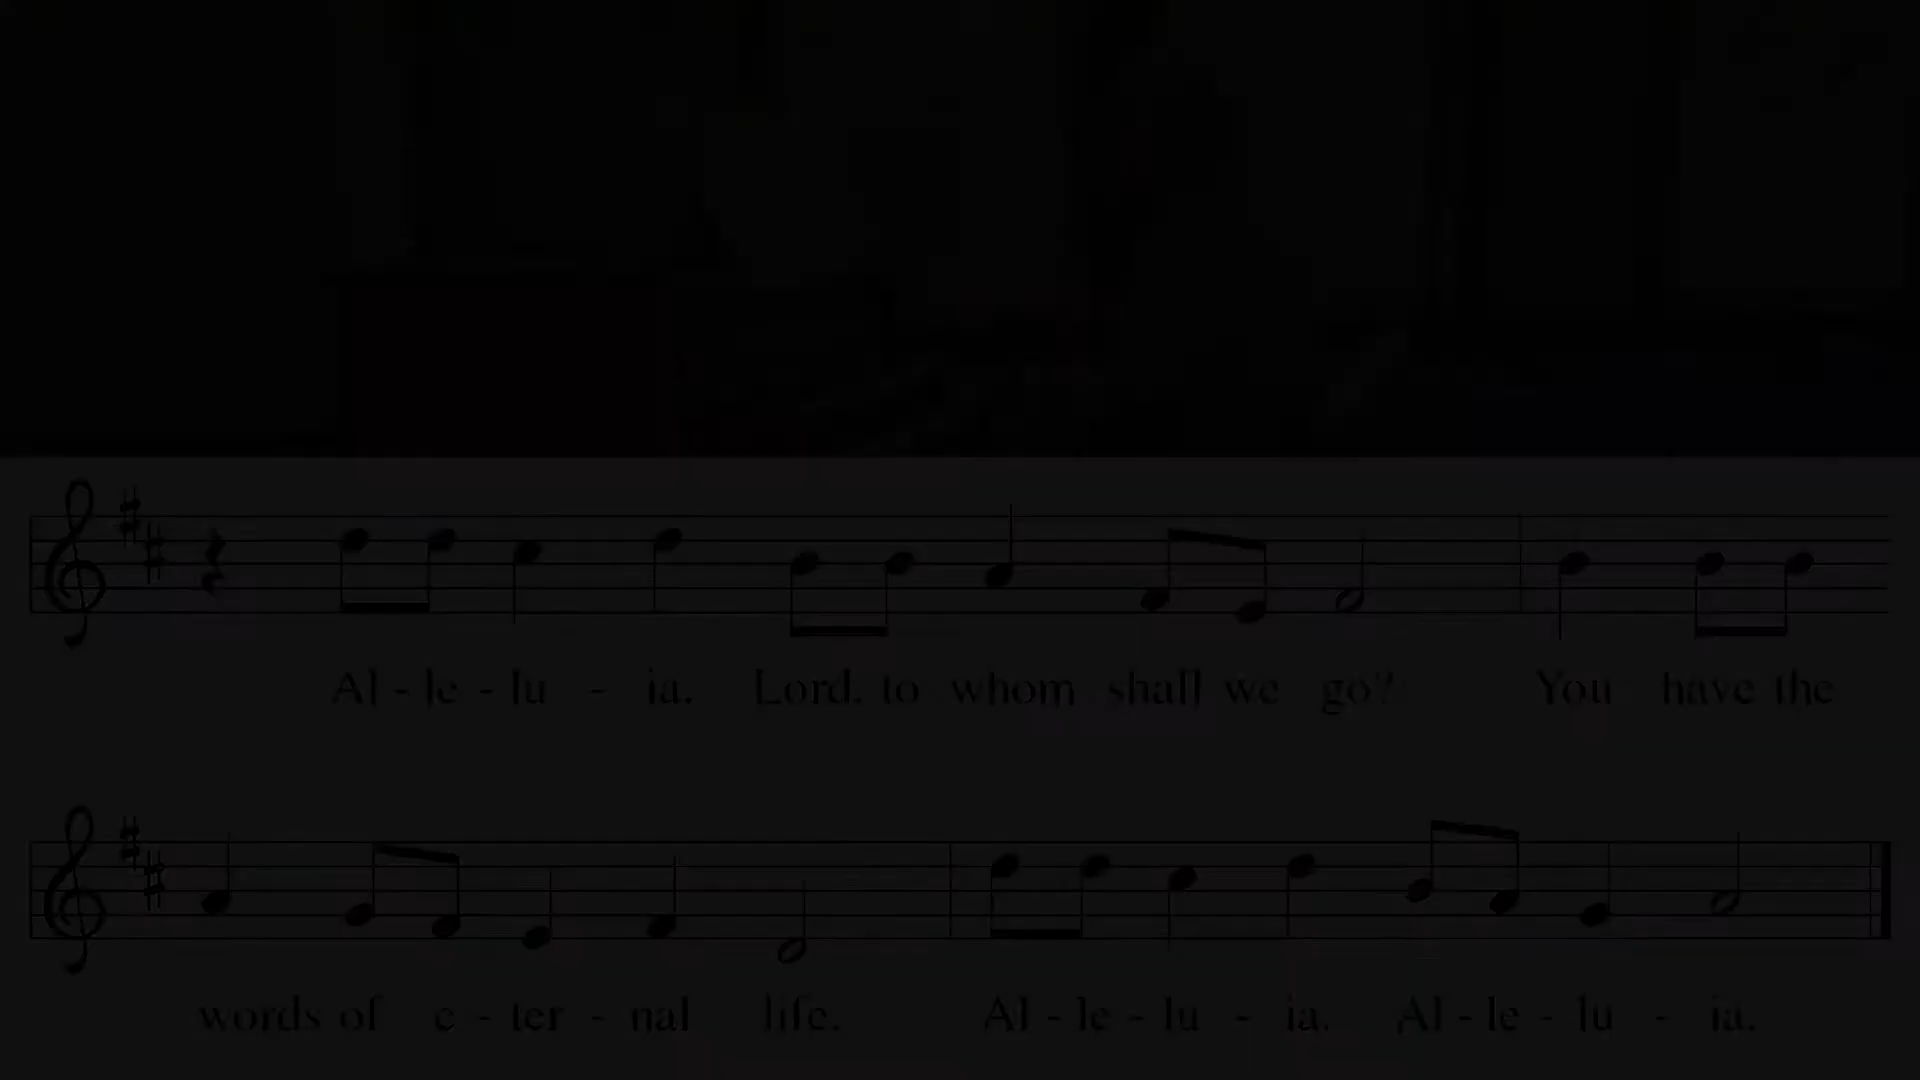 Al - le - lu - ia. Lord, to whom shall we go? You have the
words of e - ter - nal life. Al - le - lu - ia. Al - le - lu - ia.